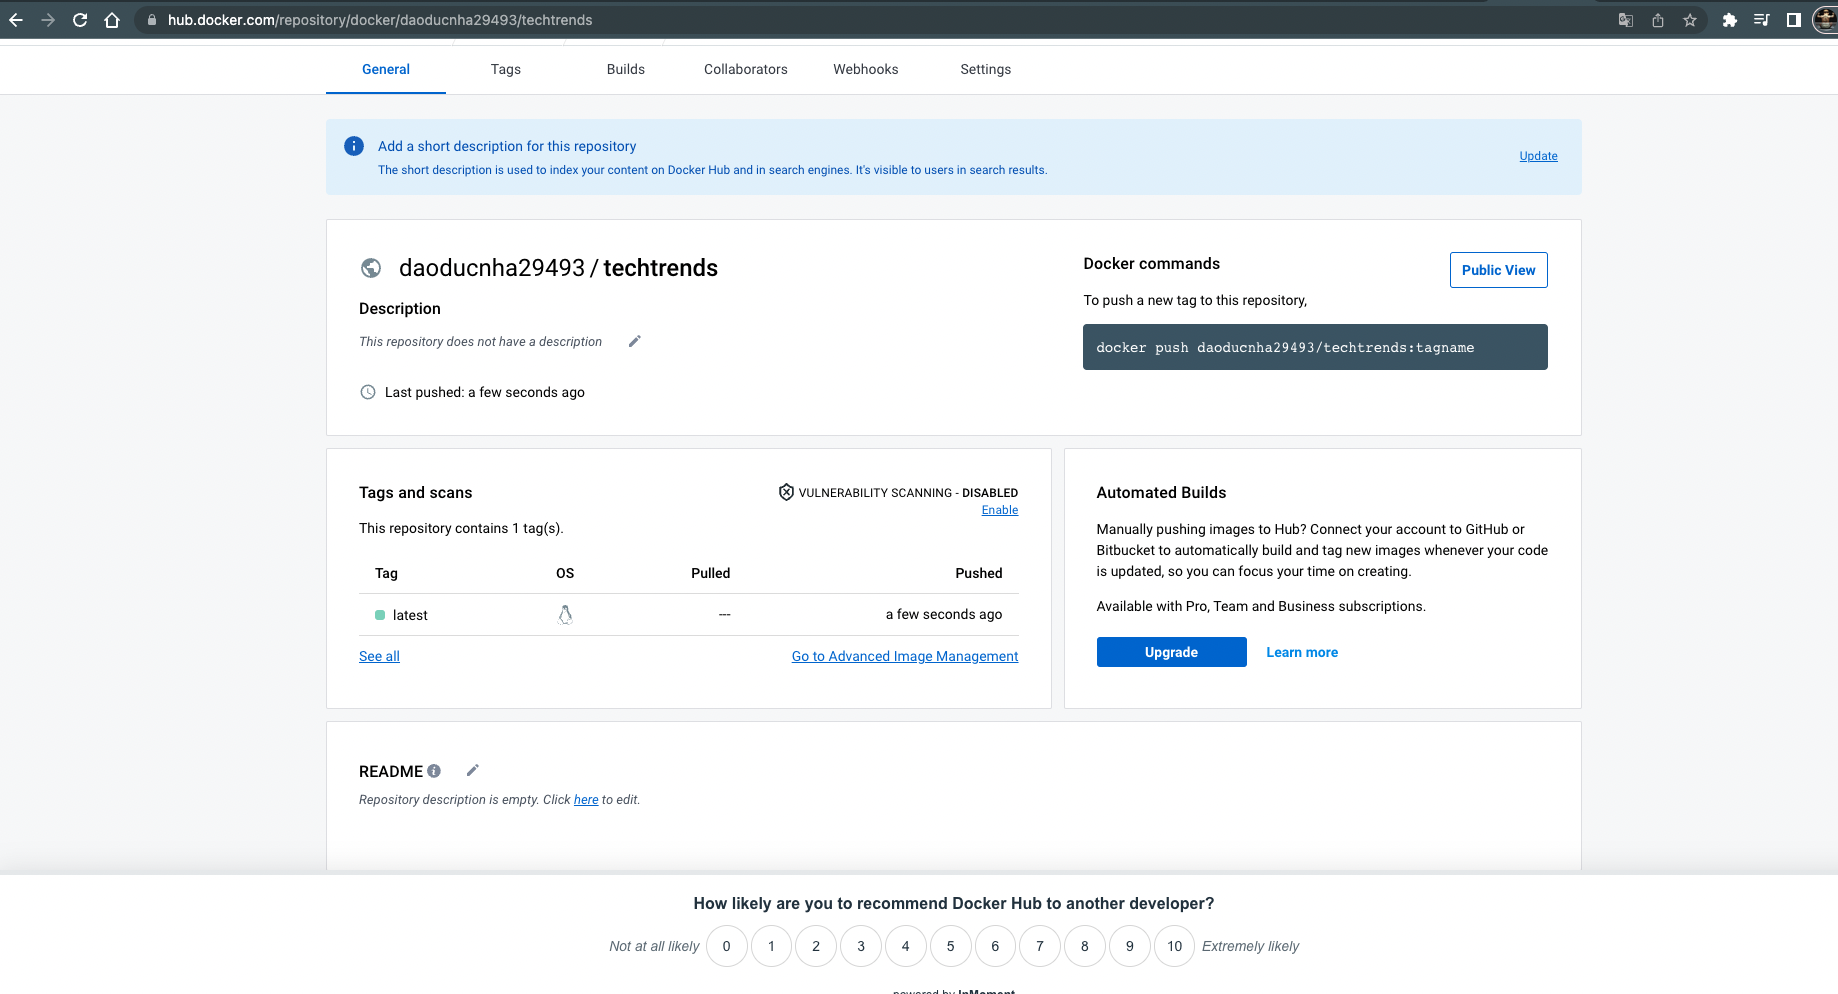 hub.docker.com/repository/docker/daoducnha29493/techtrends
General Tags Builds Collaborators Webhooks Settings
Add a short description for this repository
The short description is used to index your content on Docker Hub and in search engines. It's visible to users in search results.
Update
daoducnha29493 / techtrends
Description
This repository does not have a description
Last pushed: a few seconds ago
Docker commands
Public View
To push a new tag to this repository,
docker push daoducnha29493/techtrends:tagname
Tags and scans
VULNERABILITY SCANNING - DISABLED
Enable
This repository contains 1 tag(s).
Tag OS Pulled Pushed
latest --- a few seconds ago
See all Go to Advanced Image Management
Automated Builds
Manually pushing images to Hub? Connect your account to GitHub or
Bitbucket to automatically build and tag new images whenever your code
is updated, so you can focus your time on creating.
Available with Pro, Team and Business subscriptions.
Upgrade Learn more
README
Repository description is empty. Click here to edit.
How likely are you to recommend Docker Hub to another developer?
Not at all likely 0 1 2 3 4 5 6 7 8 9 10 Extremely likely
powered by InMoment